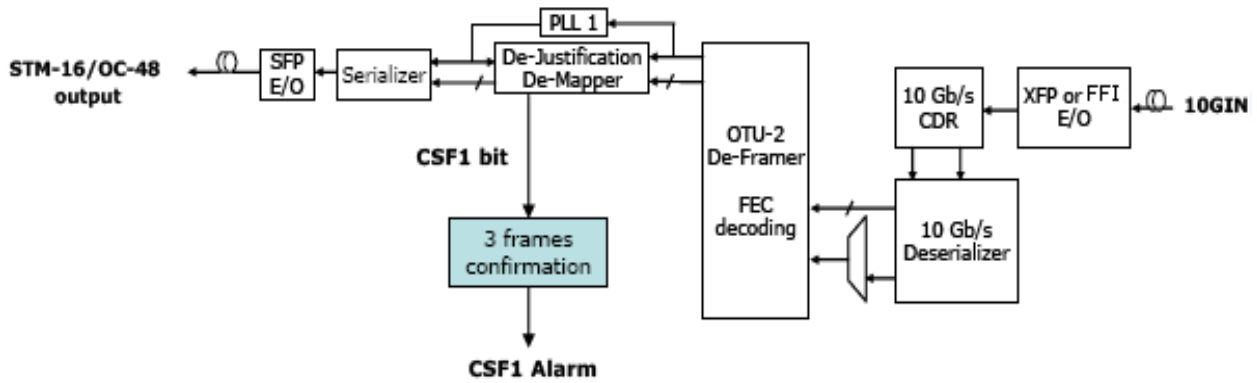 PLL 1
STM-16/OC-48
output
SFP
E/O
Serializer
De-Justification
De-Mapper
OTU-2
De-Framer
FEC
decoding
10 Gb/s
CDR
XFP or FFI
E/O
10GIN
10 Gb/s
Deserializer
CSF1 bit
3 frames
confirmation
CSF1 Alarm